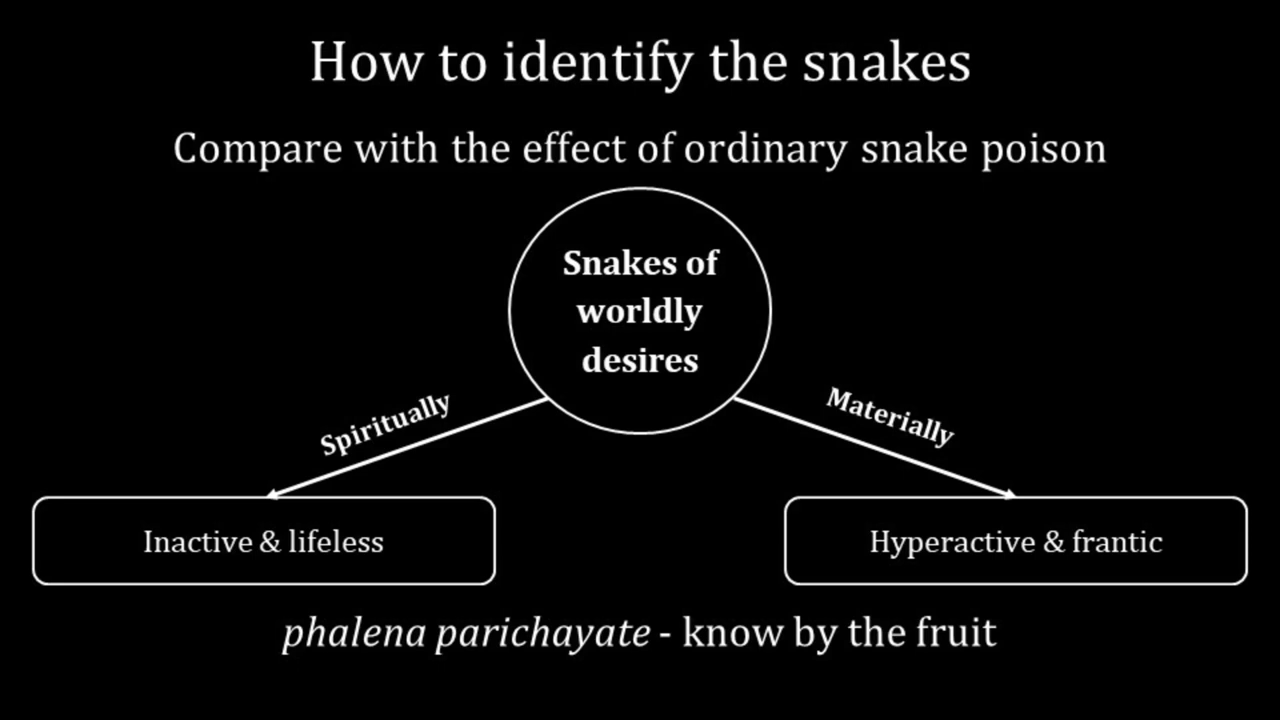 How to identify the snakes
Compare with the effect of ordinary snake poison
Snakes of
worldly
desires
Spiritually
Materially
Inactive & lifeless
Hyperactive & frantic
phalena parichayate - know by the fruit